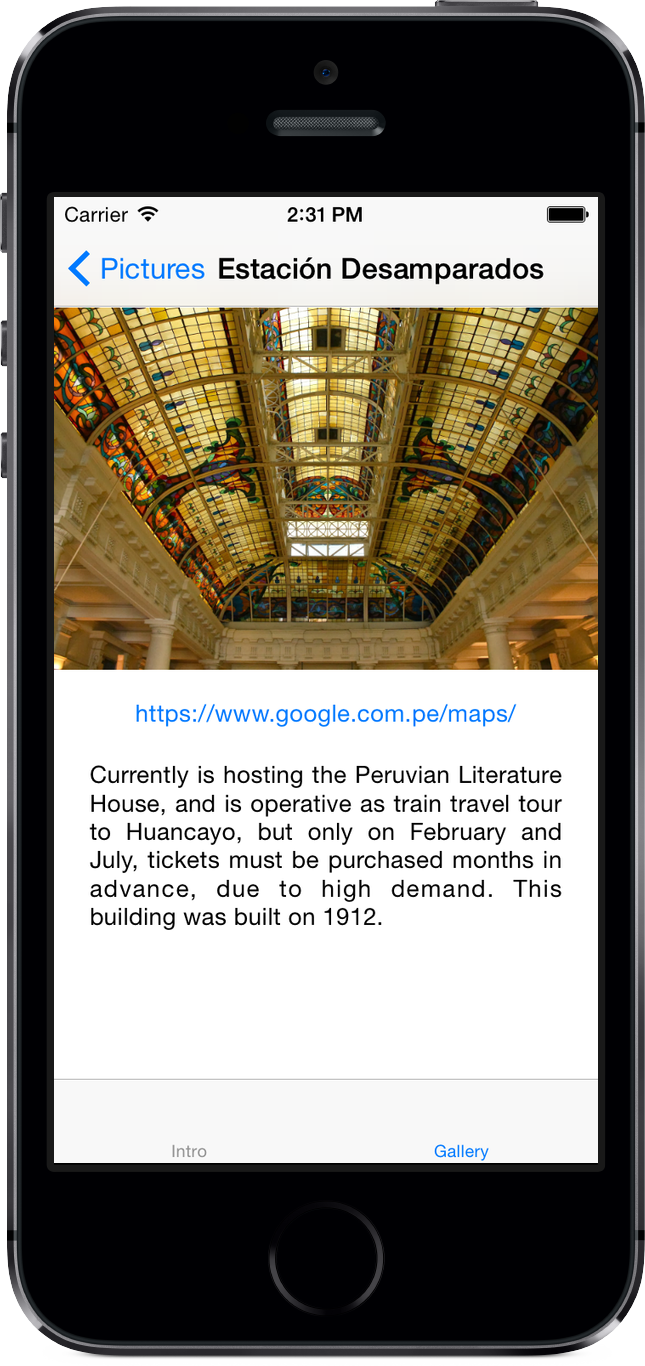 Carrier 2:31 PM
Pictures Estación Desamparados
https://www.google.com.pe/maps/
Currently is hosting the Peruvian Literature
House, and is operative as train travel tour
to Huancayo, but only on February and
July, tickets must be purchased months in
advance, due to high demand. This
building was built on 1912.
Intro Gallery